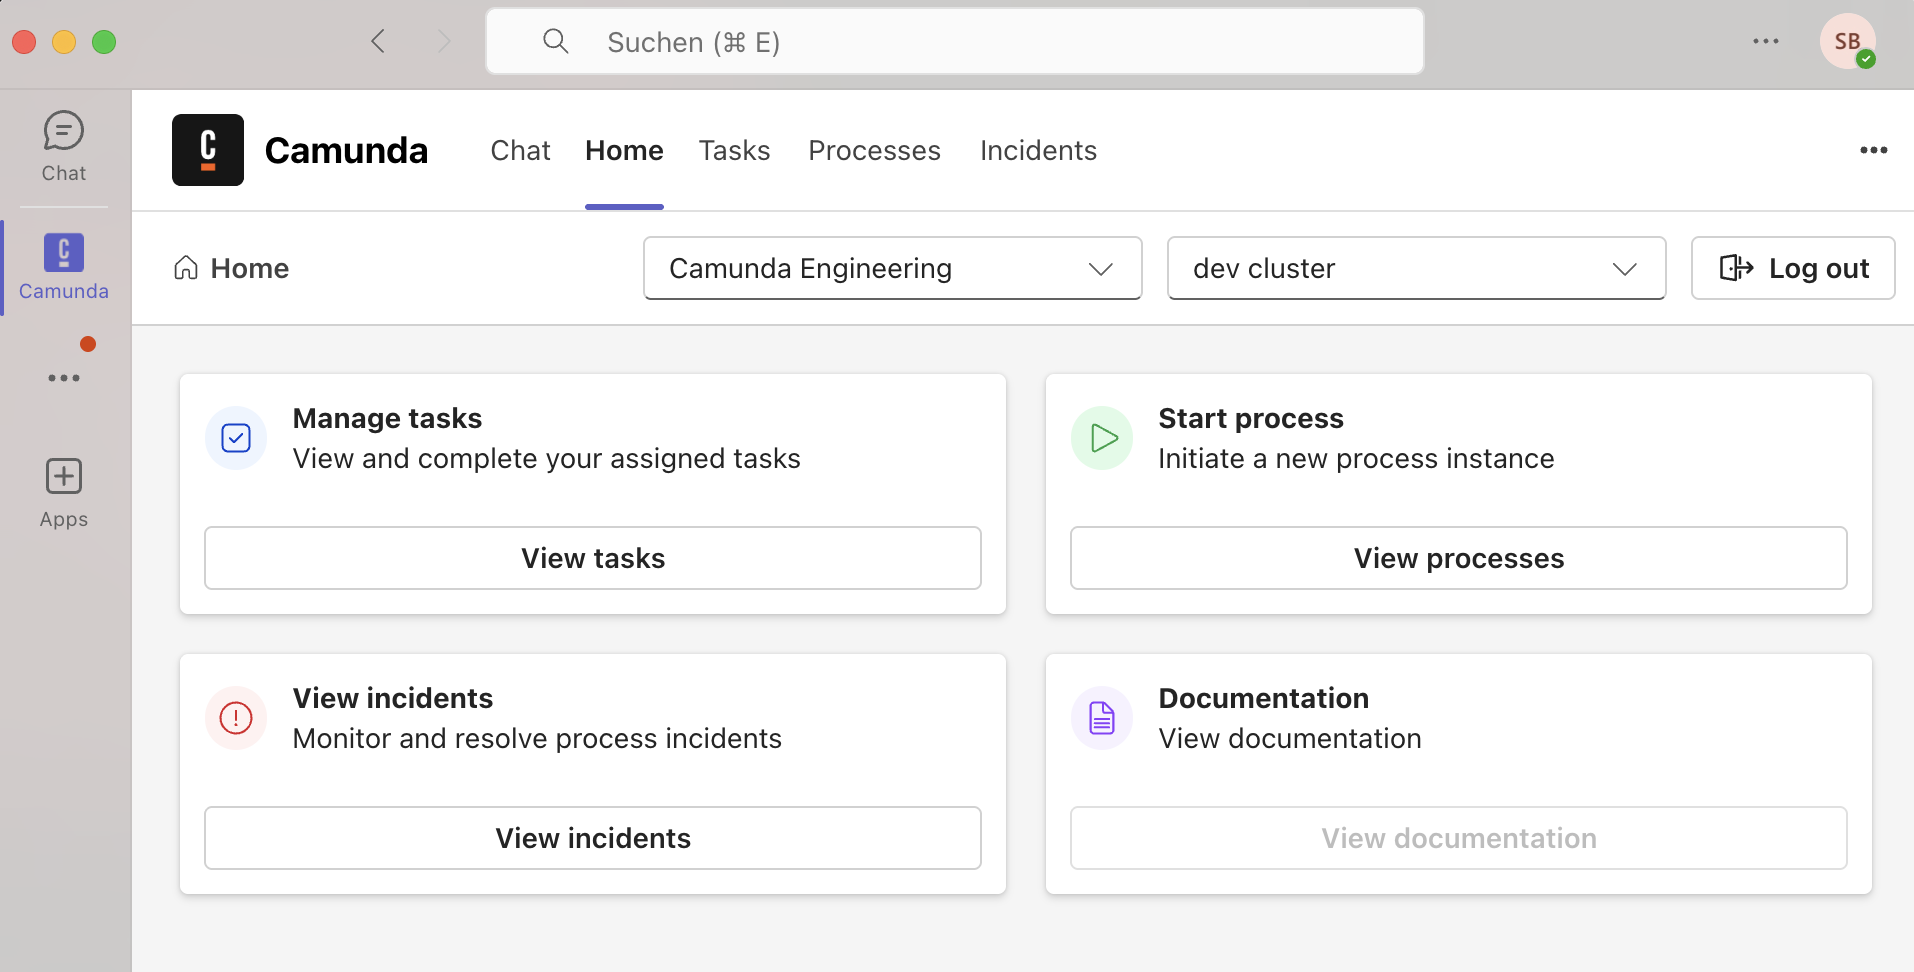 Suchen (⌘ E)
SB
Chat
Camunda
Apps
C
Camunda
Chat
Home
Tasks
Processes
Incidents
Home
Camunda Engineering
dev cluster
Log out
Manage tasks
View and complete your assigned tasks
View tasks
Start process
Initiate a new process instance
View processes
View incidents
Monitor and resolve process incidents
View incidents
Documentation
View documentation
View documentation